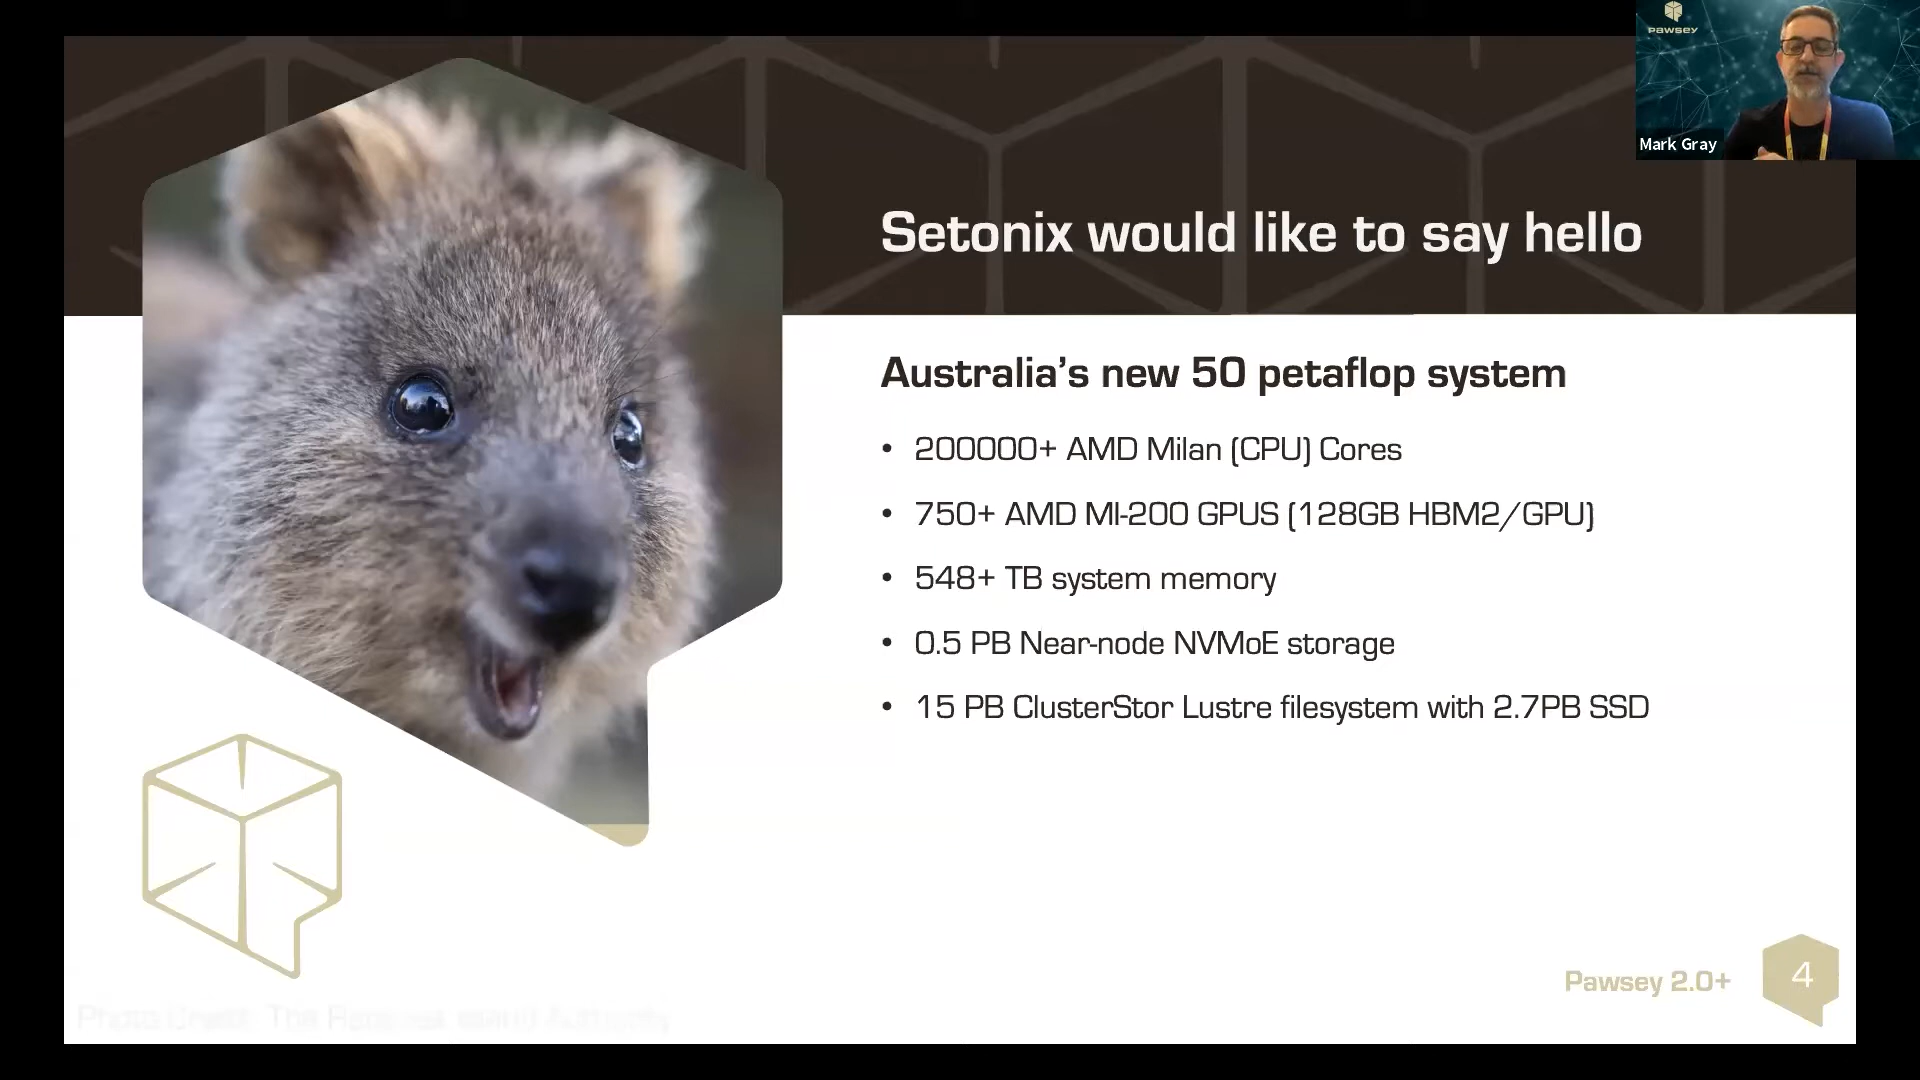 pawsey
Mark Gray
Setonix would like to say hello
Australia's new 50 petaflop system
• 200000+ AMD Milan (CPU) Cores
• 750+ AMD MI-200 GPUS (128GB HBM2/GPU)
• 548+ TB system memory
• 0.5 PB Near-node NVMoE storage
• 15 PB ClusterStor Lustre filesystem with 2.7PB SSD
Pawsey 2.0+
4